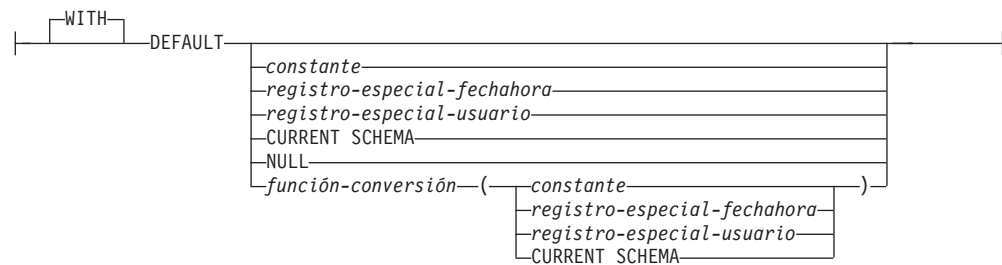 WITH
DEFAULT
constante
registro-especial-fechahora
registro-especial-usuario
CURRENT SCHEMA
NULL
función-conversión ( constante )
registro-especial-fechahora
registro-especial-usuario
CURRENT SCHEMA